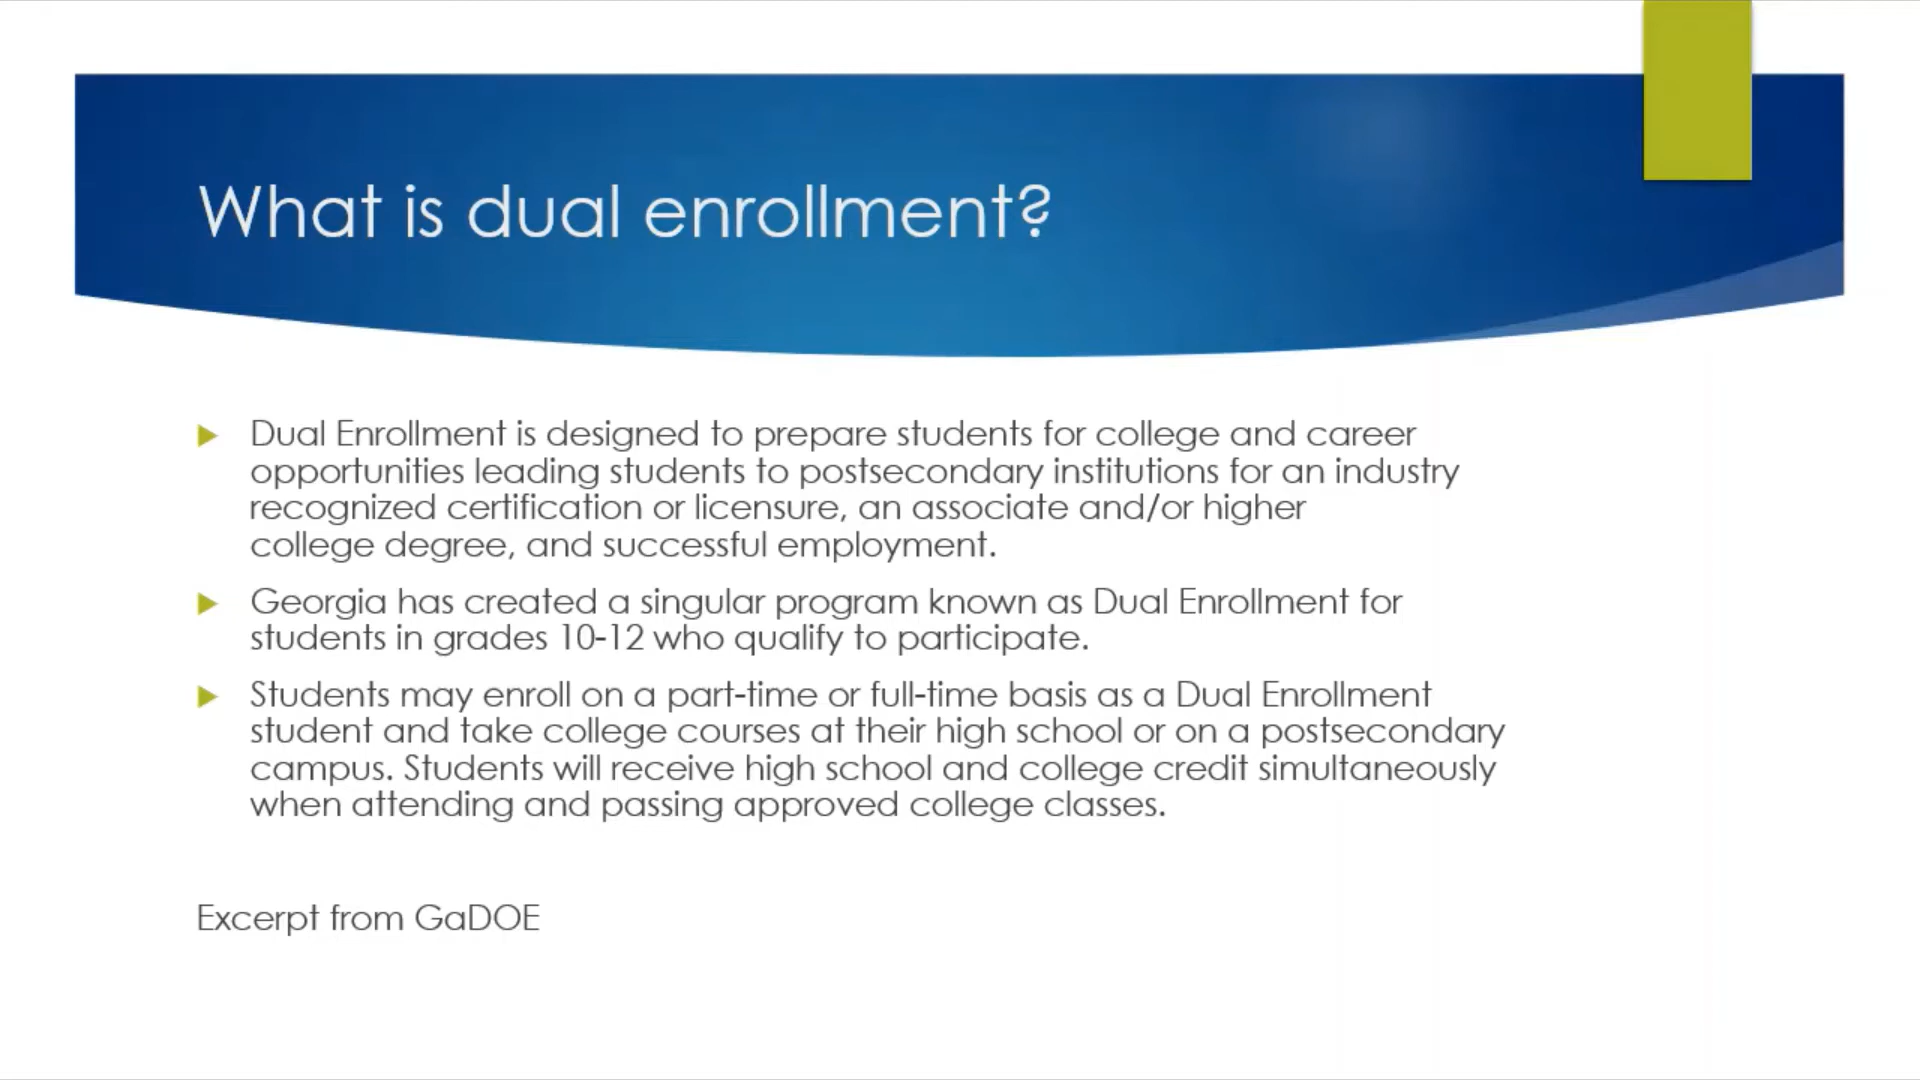 What is dual enrollment?
Dual Enrollment is designed to prepare students for college and career
opportunities leading students to postsecondary institutions for an industry
recognized certification or licensure, an associate and/or higher
college degree, and successful employment.
Georgia has created a singular program known as Dual Enrollment for
students in grades 10-12 who qualify to participate.
Students may enroll on a part-time or full-time basis as a Dual Enrollment
student and take college courses at their high school or on a postsecondary
campus. Students will receive high school and college credit simultaneously
when attending and passing approved college classes.
Excerpt from GaDOE